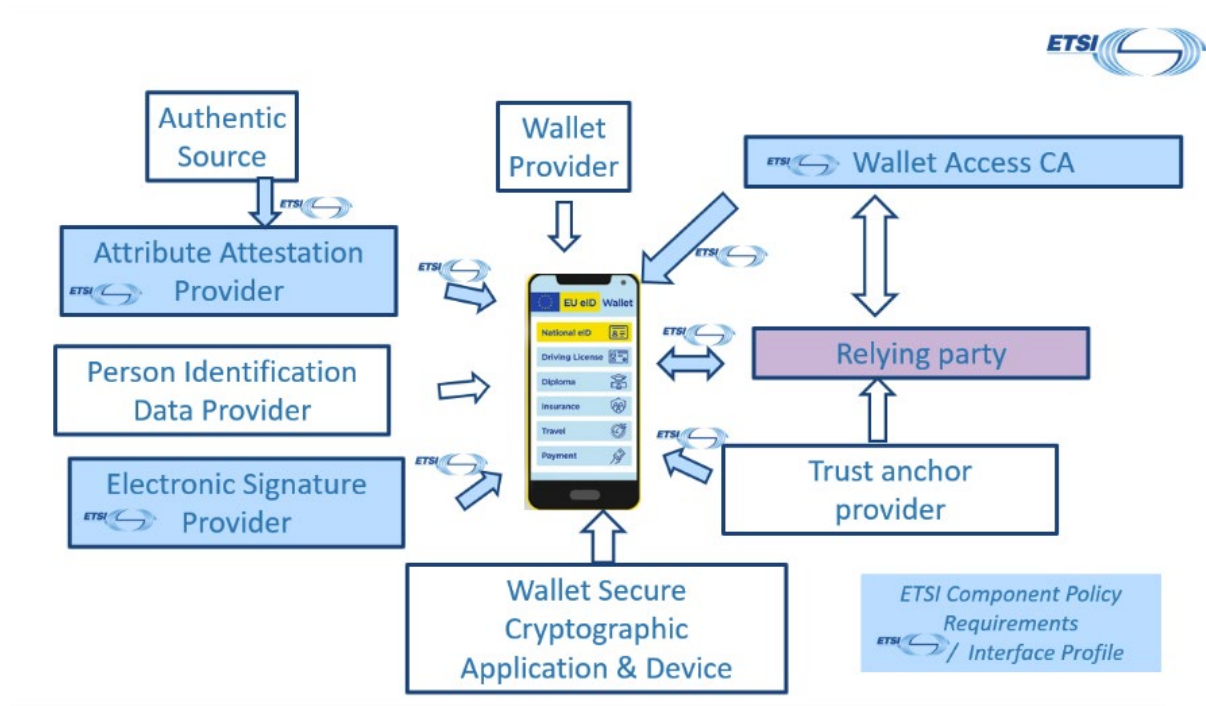 ETSI
Authentic
Source
Wallet
Provider
ETSI Wallet Access CA
ETSI
Attribute Attestation
ETSI Provider
ETSI
ETSI
EU eID Wallet
National eID
Driving License
Diploma
Insurance
Travel
Payment
ETSI
Relying party
Person Identification
Data Provider
ETSI
ETSI
Electronic Signature
ETSI Provider
Trust anchor
provider
Wallet Secure
Cryptographic
Application & Device
ETSI Component Policy
Requirements
ETSI / Interface Profile